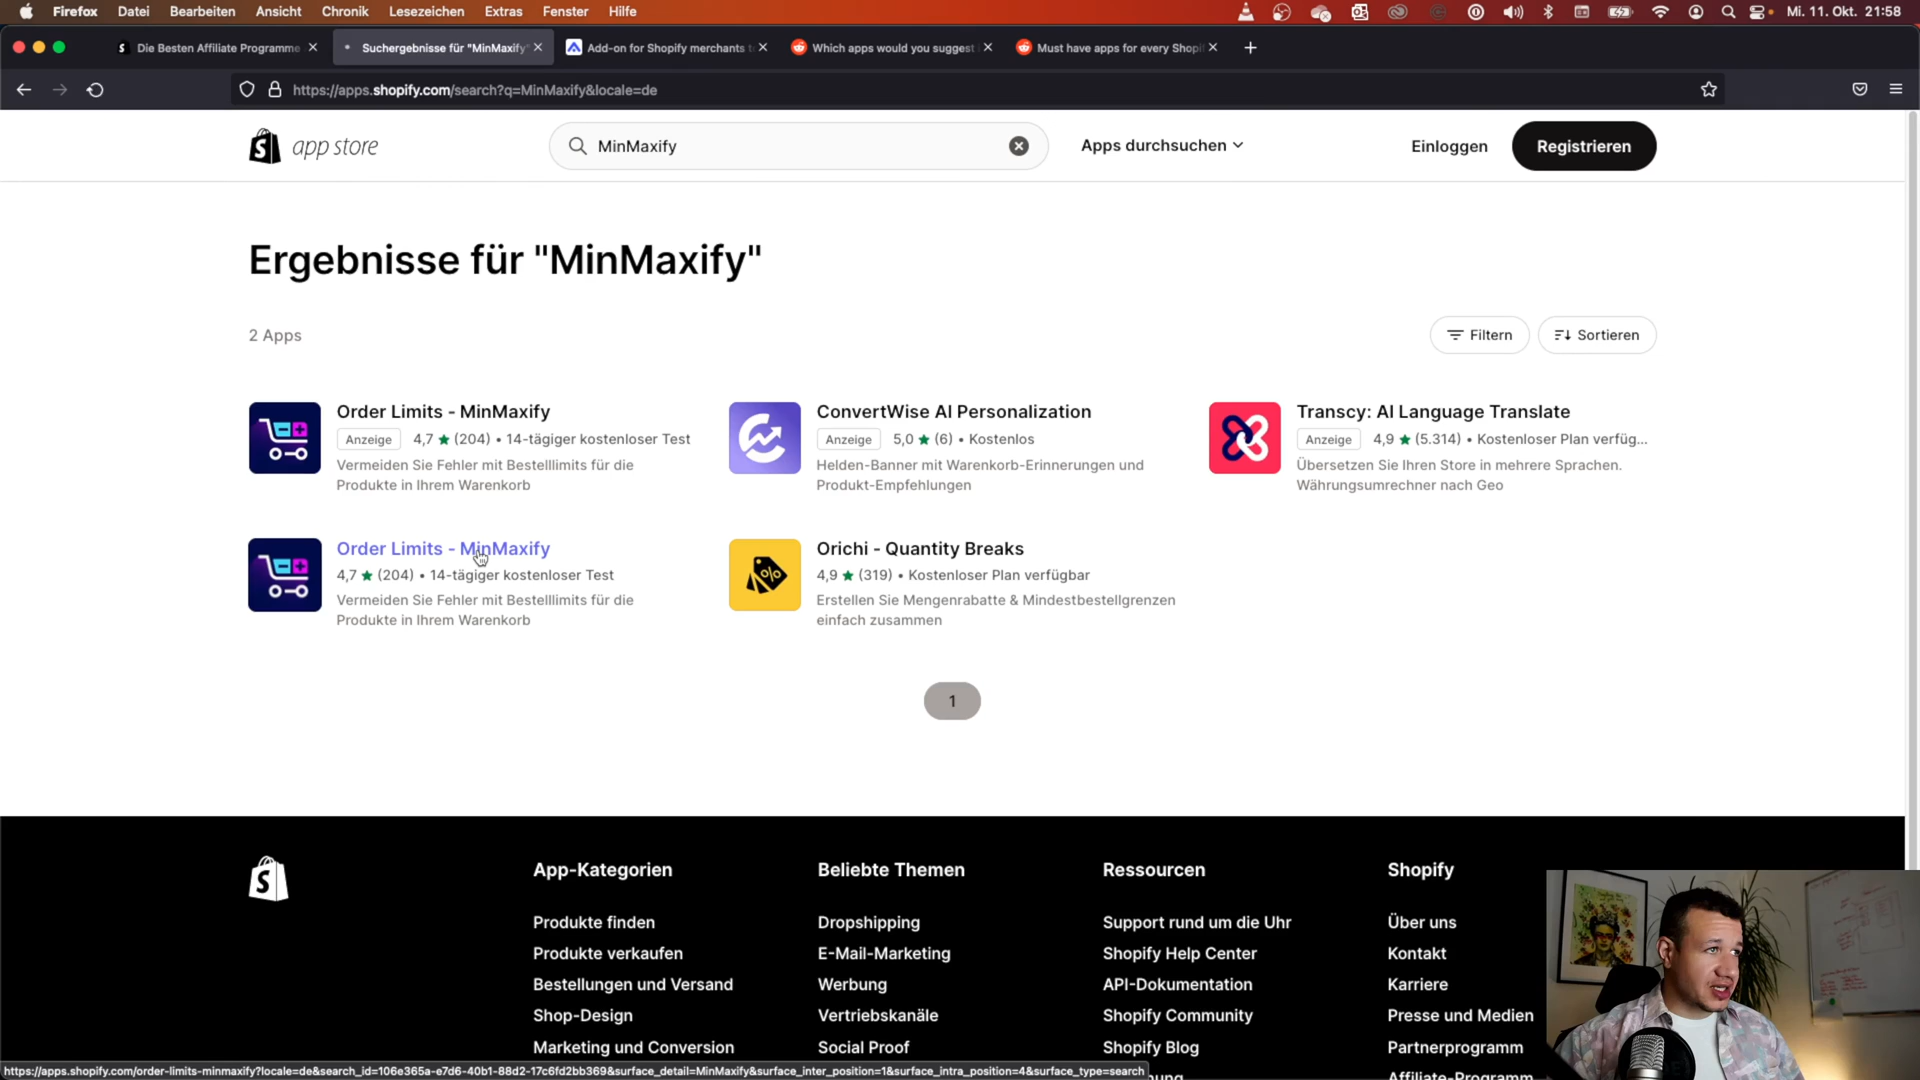 Firefox Datei Bearbeiten Ansicht Chronik Lesezeichen Extras Fenster Hilfe
Mi. 11. Okt. 21:58
Die Besten Affiliate Programme
Suchergebnisse für "MinMaxify"
Add-on for Shopify merchants
Which apps would you suggest
Must have apps for every Shopi
https://apps.shopify.com/search?q=MinMaxify&locale=de
app store
MinMaxify
Apps durchsuchen
Einloggen
Registrieren
Ergebnisse für "MinMaxify"
2 Apps
Filtern
Sortieren
Order Limits - MinMaxify
Anzeige 4,7 ★ (204) • 14-tägiger kostenloser Test
Vermeiden Sie Fehler mit Bestelllimits für die
Produkte in Ihrem Warenkorb
ConvertWise AI Personalization
Anzeige 5,0 ★ (6) • Kostenlos
Helden-Banner mit Warenkorb-Erinnerungen und
Produkt-Empfehlungen
Transcy: AI Language Translate
Anzeige 4,9 ★ (5.314) • Kostenloser Plan verfüg...
Übersetzen Sie Ihren Store in mehrere Sprachen.
Währungsumrechner nach Geo
Order Limits - MinMaxify
4,7 ★ (204) • 14-tägiger kostenloser Test
Vermeiden Sie Fehler mit Bestelllimits für die
Produkte in Ihrem Warenkorb
Orichi - Quantity Breaks
4,9 ★ (319) • Kostenloser Plan verfügbar
Erstellen Sie Mengenrabatte & Mindestbestellgrenzen
einfach zusammen
1
App-Kategorien
Produkte finden
Produkte verkaufen
Bestellungen und Versand
Shop-Design
Marketing und Conversion
Beliebte Themen
Dropshipping
E-Mail-Marketing
Werbung
Vertriebskanäle
Social Proof
Ressourcen
Support rund um die Uhr
Shopify Help Center
API-Dokumentation
Shopify Community
Shopify Blog
Shopify
Über uns
Kontakt
Karriere
Presse und Medien
Partnerprogramm
Affiliate-Programm
https://apps.shopify.com/order-limits-minmaxify?locale=de&search_id=106e365a-e7d6-40b1-88d2-17c6fd2bb369&surface_detail=MinMaxify&surface_inter_position=1&surface_intra_position=4&surface_type=search